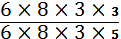 6 × 8 × 3 × 3
6 × 8 × 3 × 5